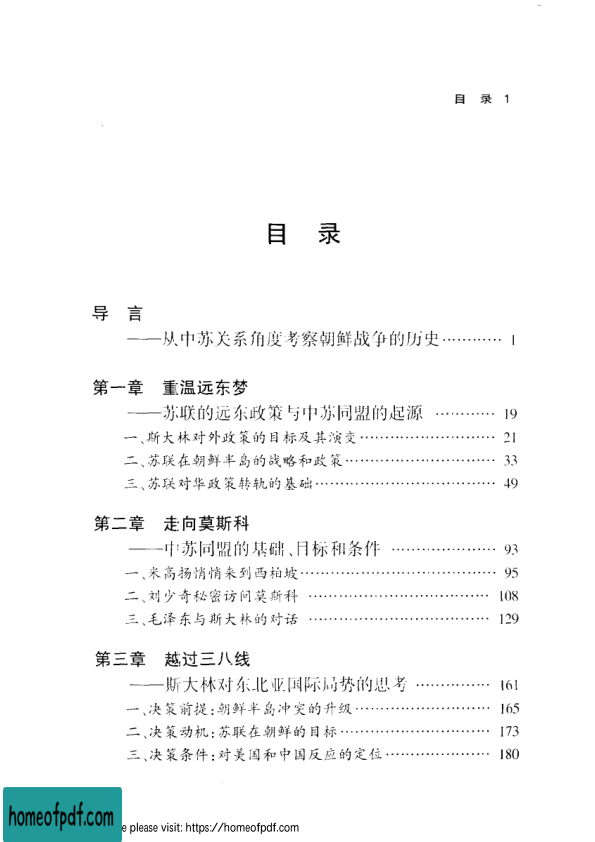 目 录 1
目 录
导 言
——从中苏关系角度考察朝鲜战争的历史………… 1
第一章 重温远东梦
——苏联的远东政策与中苏同盟的起源 ………… 19
一、斯大林对外政策的目标及其演变………………………… 21
二、苏联在朝鲜半岛的战略和政策…………………………… 33
三、苏联对华政策转轨的基础………………………………… 49
第二章 走向莫斯科
——中苏同盟的基础、目标和条件 ………………… 93
一、米高扬悄悄来到西柏坡…………………………………… 95
二、刘少奇秘密访问莫斯科 ………………………………… 108
三、毛泽东与斯大林的对话 ………………………………… 129
第三章 越过三八线
——斯大林对东北亚国际局势的思考 …………… 161
一、决策前提:朝鲜半岛冲突的升级………………………… 165
二、决策动机:苏联在朝鲜的目标…………………………… 173
三、决策条件:对美国和中国反应的定位………………… 180
homeofpdf.com
e please visit: https://homeofpdf.com